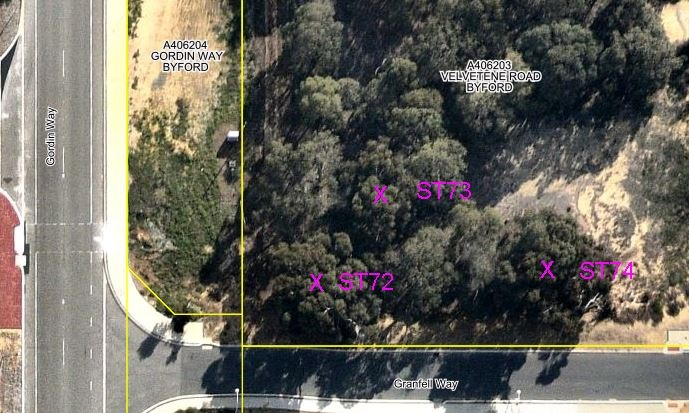 A406204
GORDIN WAY
BYFORD
A406203
VELVETENE ROAD
BYFORD
Gordin Way
X ST73
X ST72
X ST74
Granfell Way